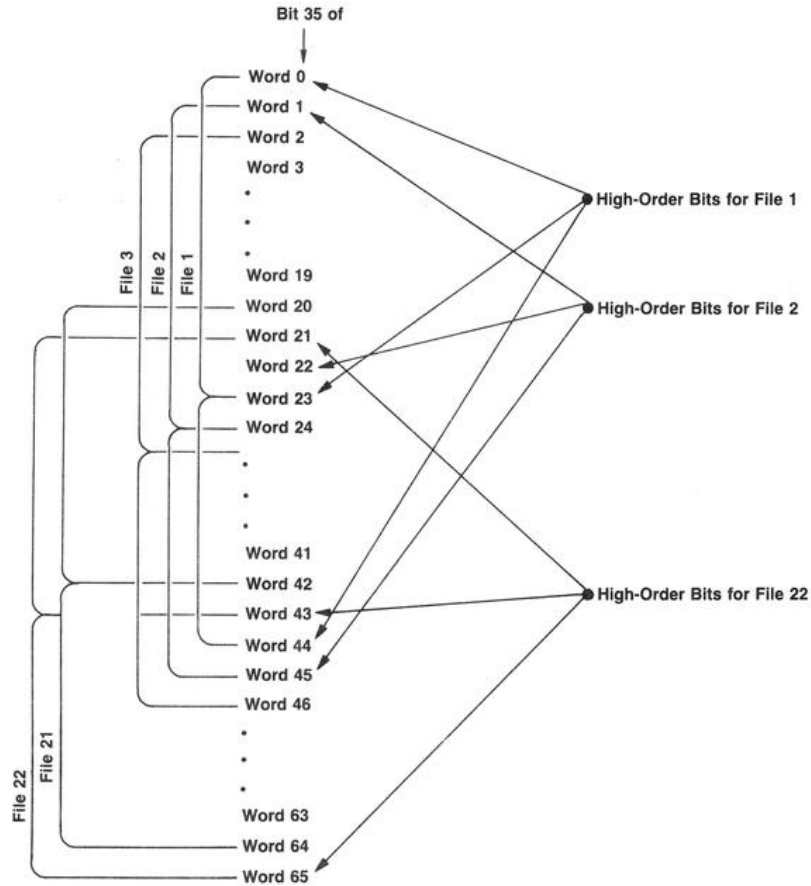 Bit 35 of
Word 0
Word 1
Word 2
Word 3
High-Order Bits for File 1
File 3
File 2
File 1
Word 19
Word 20
High-Order Bits for File 2
Word 21
Word 22
Word 23
Word 24
Word 41
Word 42
High-Order Bits for File 22
Word 43
Word 44
Word 45
Word 46
File 22
File 21
Word 63
Word 64
Word 65